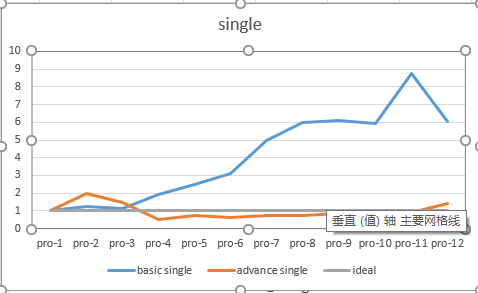 single
10
9
8
7
6
5
4
3
2
1
0
垂直 (值) 轴 主要网格线
pro-1 pro-2 pro-3 pro-4 pro-5 pro-6 pro-7 pro-8 pro-9 pro-10 pro-11 pro-12
basic single advance single ideal